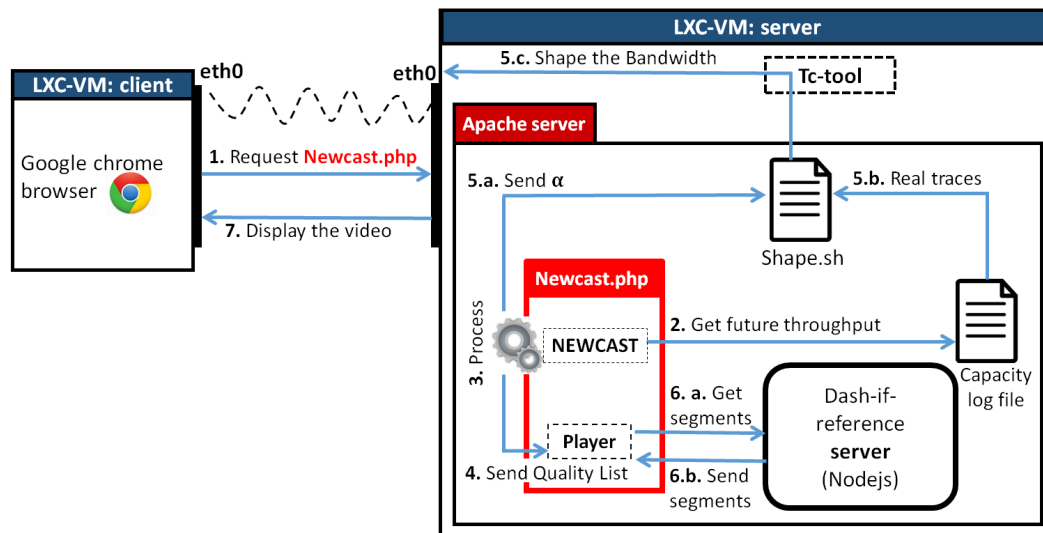 LXC-VM: server
5.c. Shape the Bandwidth
eth0
eth0
Tc-tool
LXC-VM: client
Apache server
Google chrome
browser
1. Request Newcast.php
5.a. Send α
5.b. Real traces
7. Display the video
Shape.sh
Newcast.php
3. Process
NEWCAST
2. Get future throughput
Capacity
log file
6. a. Get
segments
Dash-if-
reference
server
(Nodejs)
Player
4. Send Quality List
6.b. Send
segments